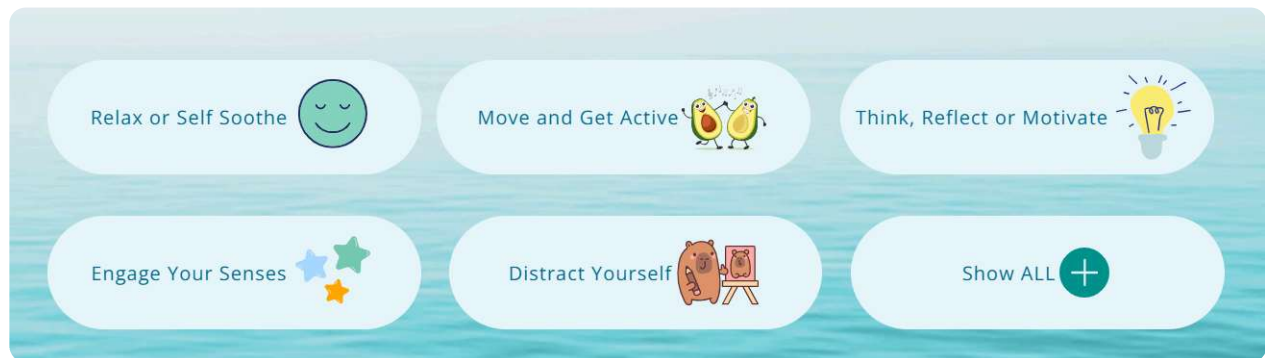 Relax or Self Soothe
Move and Get Active
Think, Reflect or Motivate
Engage Your Senses
Distract Yourself
Show ALL